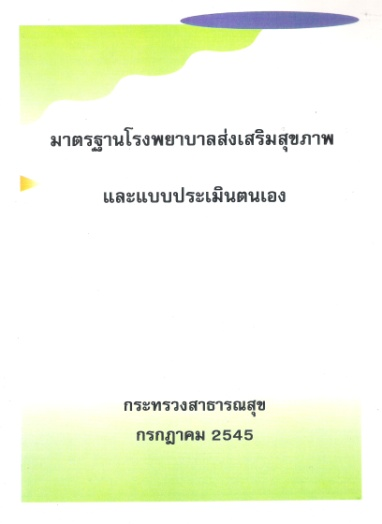 มาตรฐานโรงพยาบาลส่งเสริมสุขภาพ
และแบบประเมินตนเอง
กระทรวงสาธารณสุข
กรกฎาคม 2545